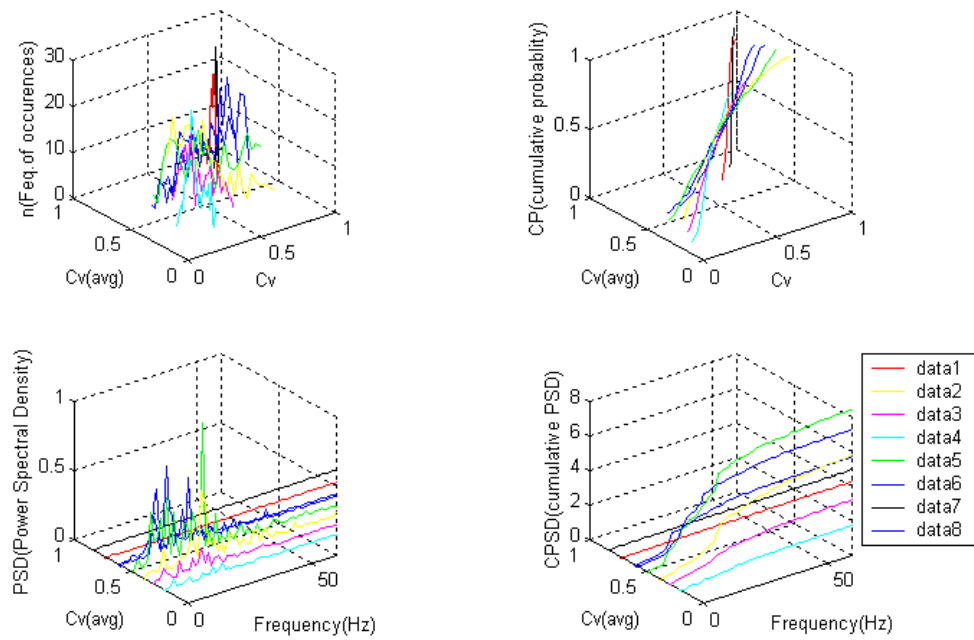 n(Feq.of occurences)
30
20
10
0
1
0.5
0
Cv(avg)
0
0.5
1
Cv
CP(cumulative probablity)
1
0.5
0
1
0.5
0
Cv(avg)
0
0.5
1
Cv
PSD(Power Spectral Density)
1
0.5
0
1
0.5
0
Cv(avg)
0
50
Frequency(Hz)
CPSD(cumulative PSD)
8
6
4
2
0
1
0.5
0
Cv(avg)
0
50
Frequency(Hz)
data1
data2
data3
data4
data5
data6
data7
data8